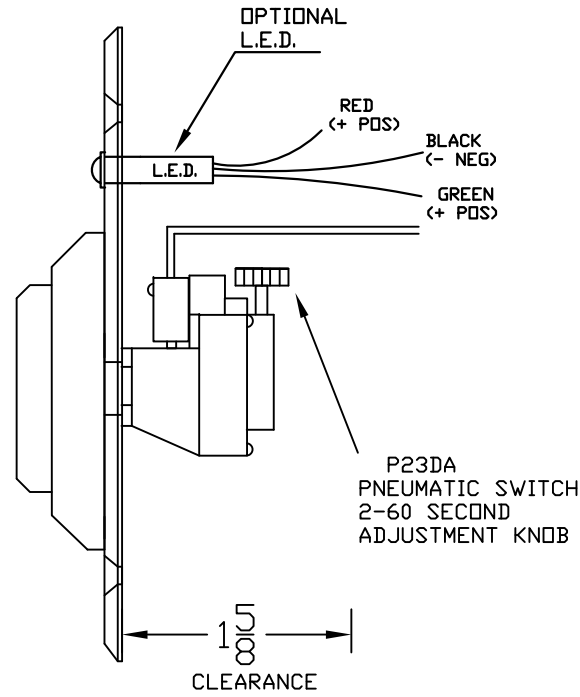 OPTIONAL
L.E.D.
RED
(+ POS)
BLACK
(- NEG)
L.E.D.
GREEN
(+ POS)
P23DA
PNEUMATIC SWITCH
2-60 SECOND
ADJUSTMENT KNOB
1 5/8
CLEARANCE